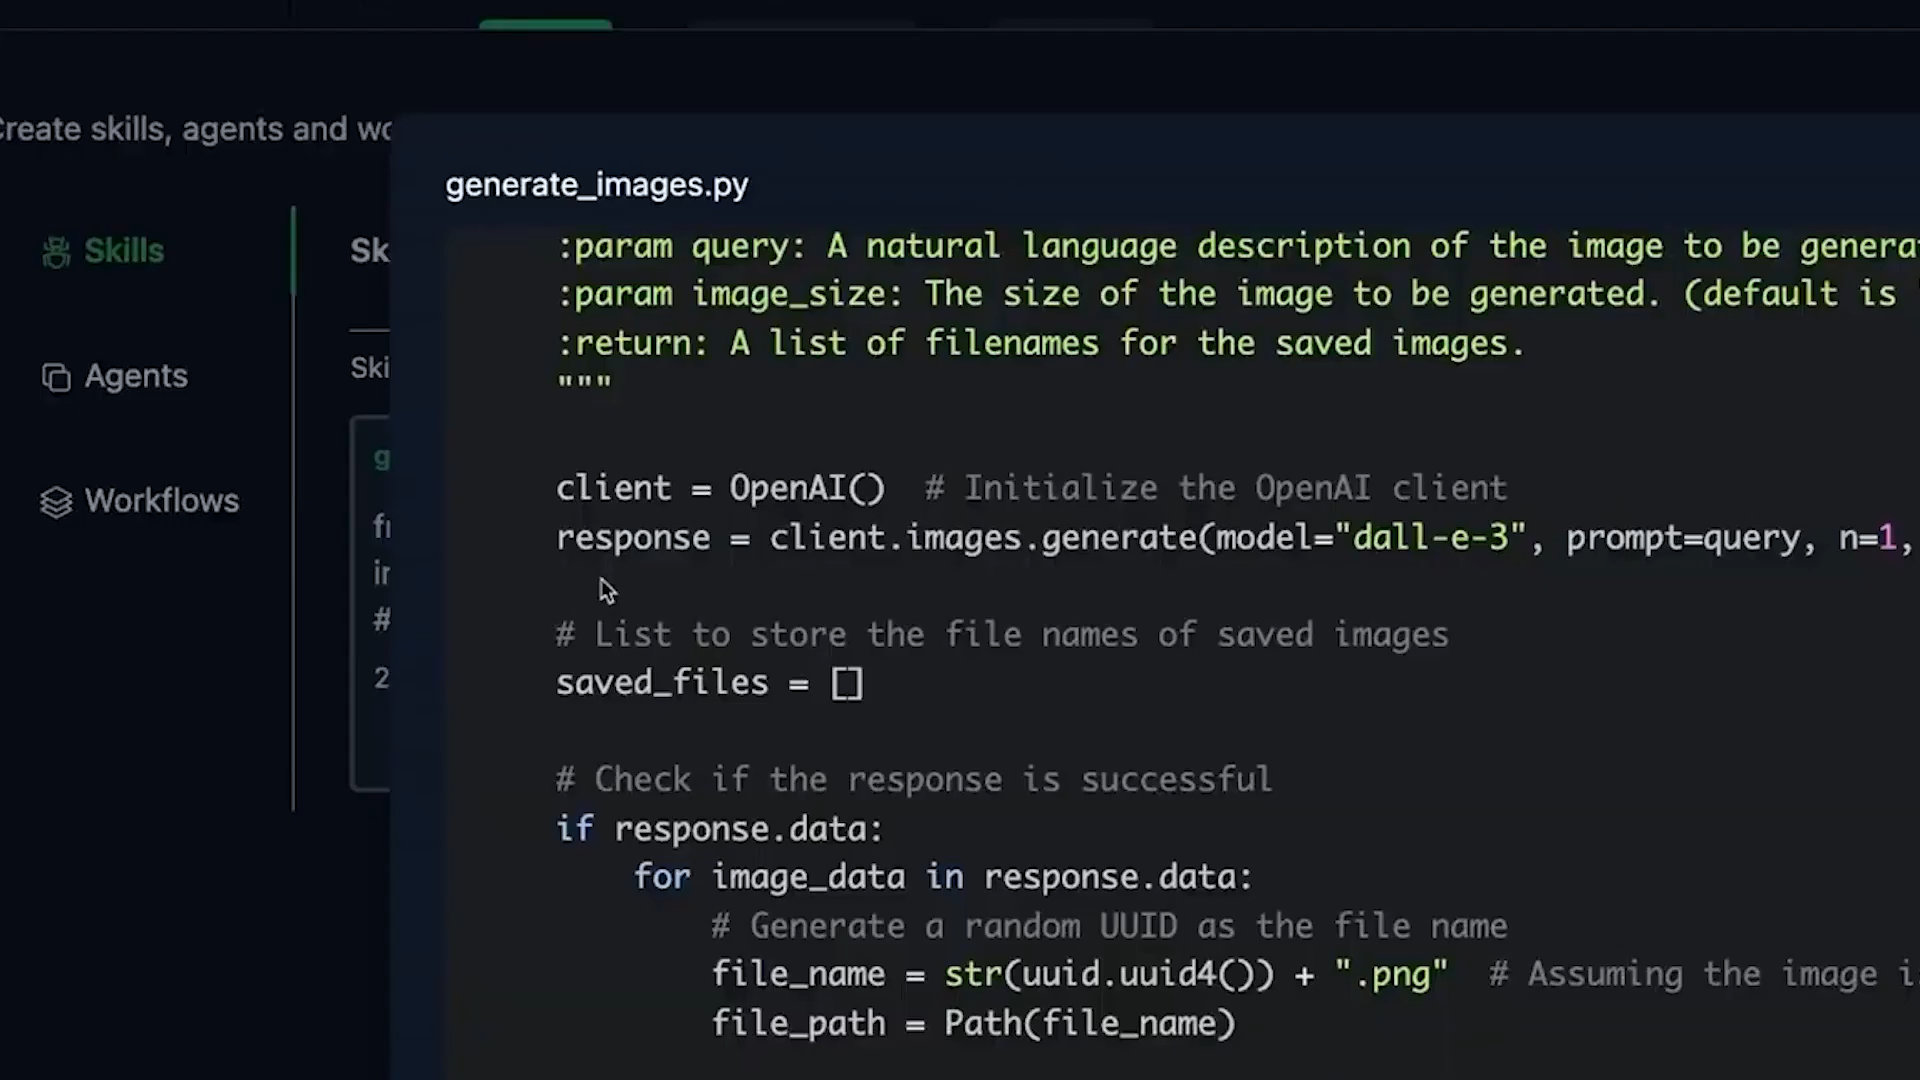 Create skills, agents and
generate_images.py
Skills
Agents
Workflows
:param query: A natural language description of the image to be
:param image_size: The size of the image to be generated. (default is
:return: A list of filenames for the saved images.
"""
client = OpenAI()  # Initialize the OpenAI client
response = client.images.generate(model="dall-e-3", prompt=query, n=1,
# List to store the file names of saved images
saved_files = []
# Check if the response is successful
if response.data:
for image_data in response.data:
# Generate a random UUID as the file name
file_name = str(uuid.uuid4()) + ".png"  # Assuming the image
file_path = Path(file_name)